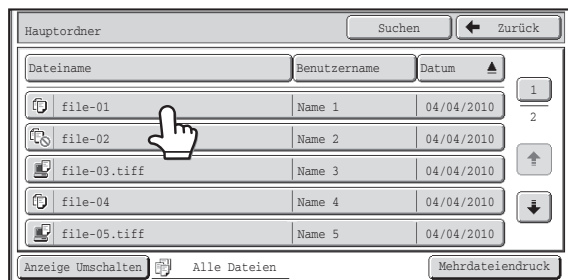 Hauptordner Suchen Zurück
Dateiname Benutzername Datum
file-01 Name 1 04/04/2010
file-02 Name 2 04/04/2010
file-03.tiff Name 3 04/04/2010
file-04 Name 4 04/04/2010
file-05.tiff Name 5 04/04/2010
1
2
Anzeige Umschalten Alle Dateien Mehrdateiendruck